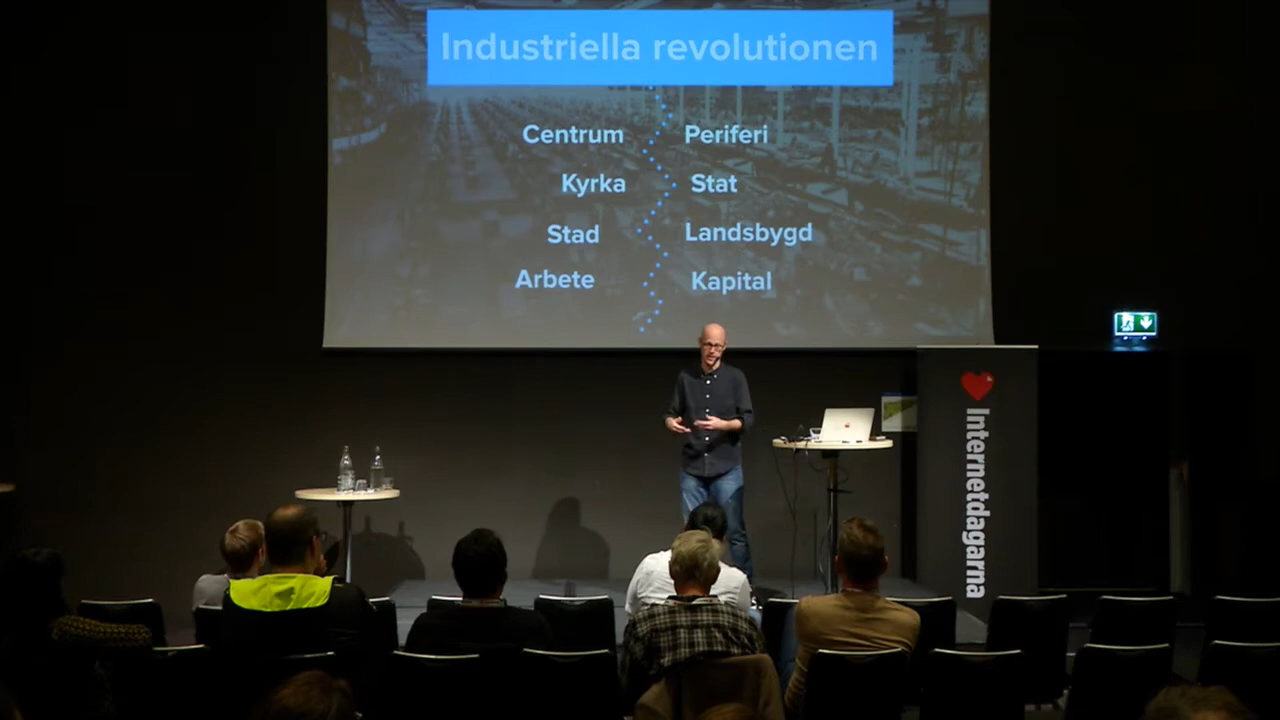 Industriella revolutionen
Centrum Periferi
Kyrka Stat
Stad Landsbygd
Arbete Kapital
Internetdagarna